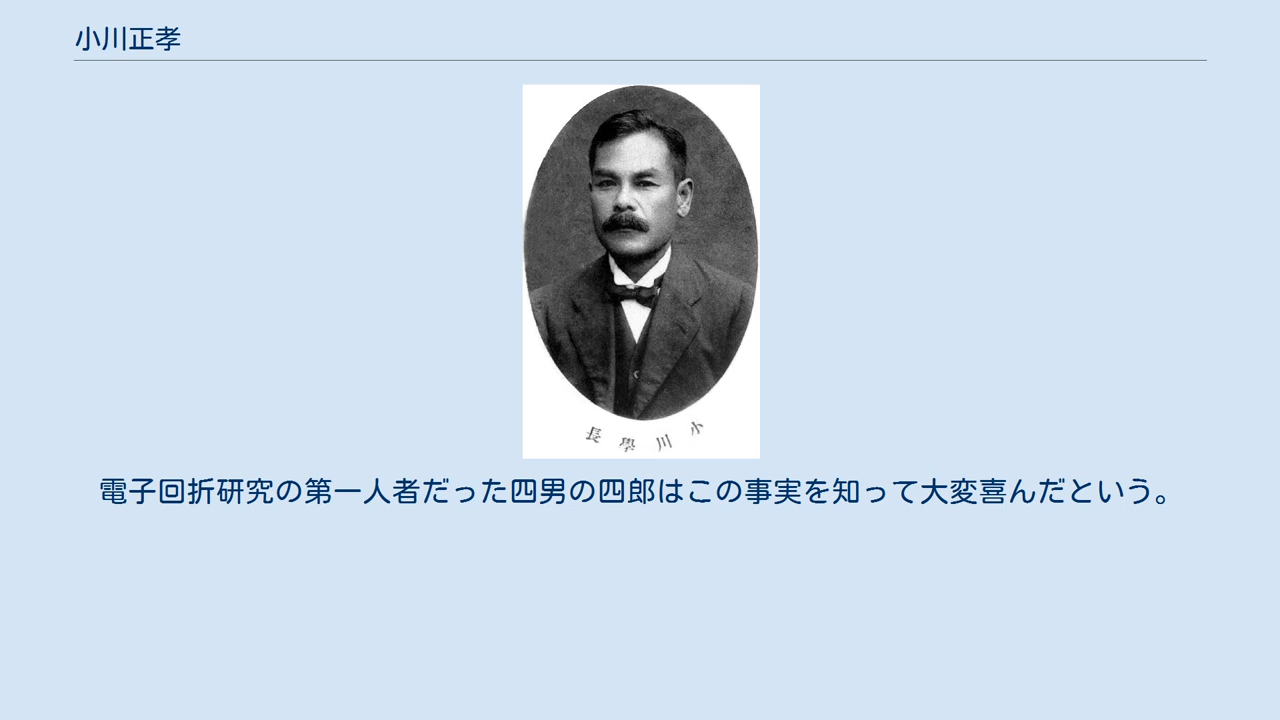 小川正孝
小川學長
電子回折研究の第一人者だった四男の四郎はこの事実を知って大変喜んだという。